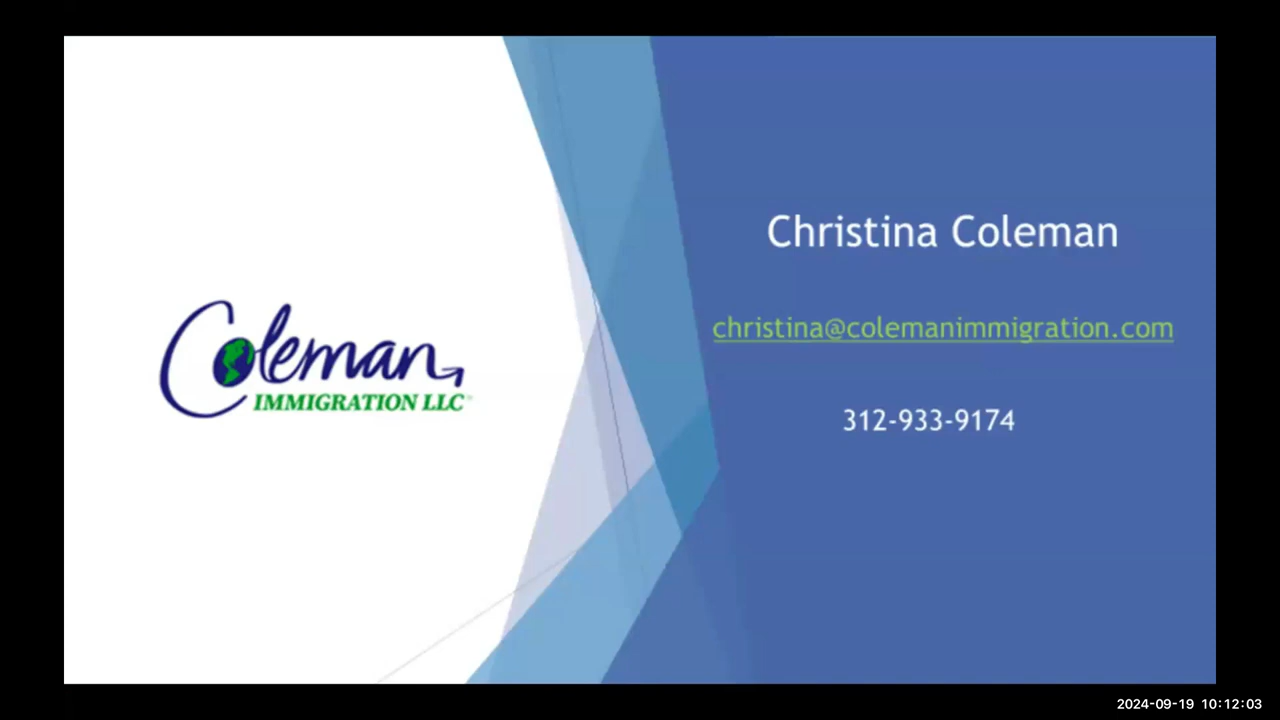 Coleman
IMMIGRATION LLC
Christina Coleman
christina@colemanimmigration.com
312-933-9174
2024-09-19 10:12:03